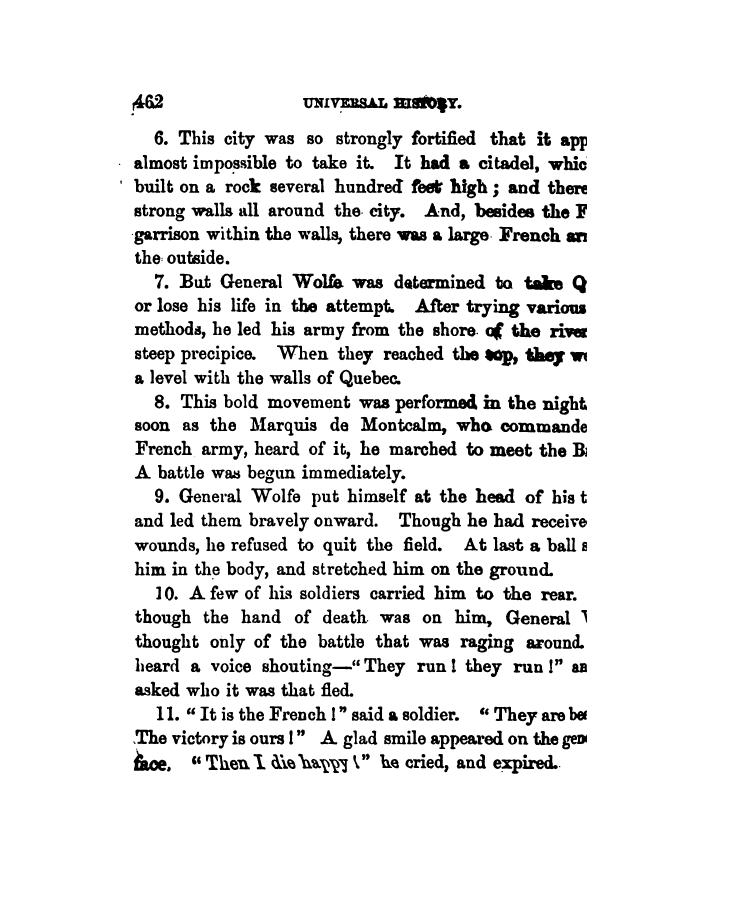 462 UNIVERSAL HISTORY.
6. This city was so strongly fortified that it app
almost impossible to take it. It had a citadel, whic
built on a rock several hundred feet high; and there
strong walls all around the city. And, besides the F
garrison within the walls, there was a large French
the outside.
7. But General Wolfe was determined to take Q
or lose his life in the attempt. After trying various
methods, he led his army from the shore of the river
steep precipice. When they reached the top, they w
a level with the walls of Quebec.
8. This bold movement was performed in the night.
soon as the Marquis de Montcalm, who commande
French army, heard of it, he marched to meet the B
A battle was begun immediately.
9. General Wolfe put himself at the head of his t
and led them bravely onward. Though he had receive
wounds, he refused to quit the field. At last a ball s
him in the body, and stretched him on the ground.
10. A few of his soldiers carried him to the rear.
though the hand of death was on him, General
thought only of the battle that was raging around.
heard a voice shouting—"They run! they run!" an
asked who it was that fled.
11. "It is the French!" said a soldier. "They are be
The victory is ours!" A glad smile appeared on the gen
face. "Then I die happy!" he cried, and expired.